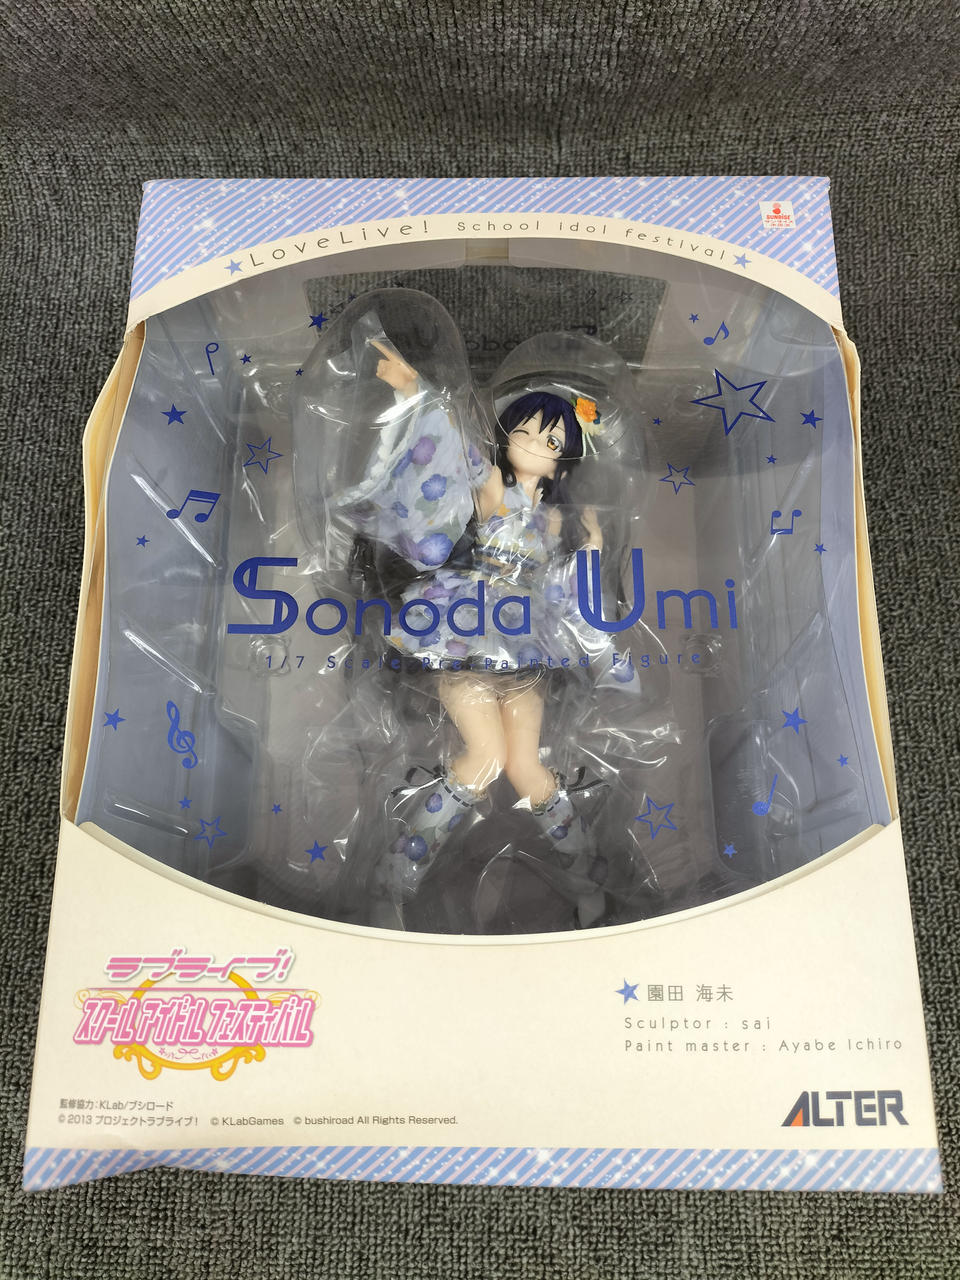 SUNRISE
LoveLive! School idol festival
Sonoda Umi
1/7 Scale Pre-Painted Figure
ラブライブ!
スクールアイドルフェスティバル
園田 海未
Sculptor : sai
Paint master : Ayabe Ichiro
監修協力:KLab/ブシロード
©2013 プロジェクトラブライブ! ©KLabGames ©bushiroad All Rights Reserved.
ALTER